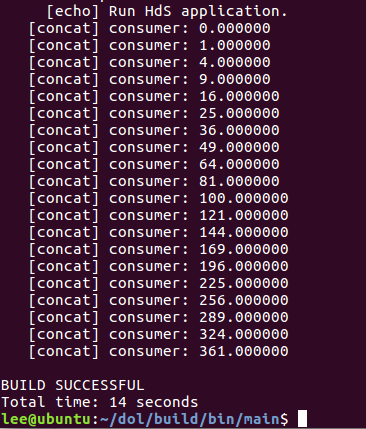 [echo] Run HdS application.
[concat] consumer: 0.000000
[concat] consumer: 1.000000
[concat] consumer: 4.000000
[concat] consumer: 9.000000
[concat] consumer: 16.000000
[concat] consumer: 25.000000
[concat] consumer: 36.000000
[concat] consumer: 49.000000
[concat] consumer: 64.000000
[concat] consumer: 81.000000
[concat] consumer: 100.000000
[concat] consumer: 121.000000
[concat] consumer: 144.000000
[concat] consumer: 169.000000
[concat] consumer: 196.000000
[concat] consumer: 225.000000
[concat] consumer: 256.000000
[concat] consumer: 289.000000
[concat] consumer: 324.000000
[concat] consumer: 361.000000
BUILD SUCCESSFUL
Total time: 14 seconds
lee@ubuntu:~/dol/build/bin/main$